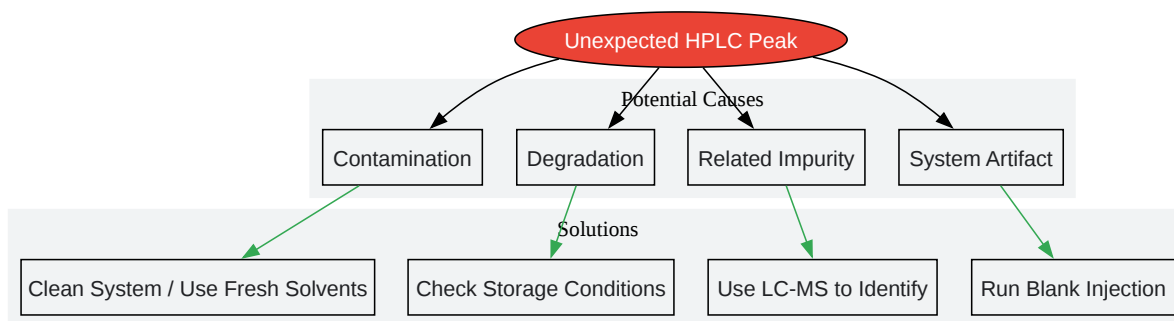 Unexpected HPLC Peak
Potential Causes
Contamination
Degradation
Related Impurity
System Artifact
Solutions
Clean System / Use Fresh Solvents
Check Storage Conditions
Use LC-MS to Identify
Run Blank Injection